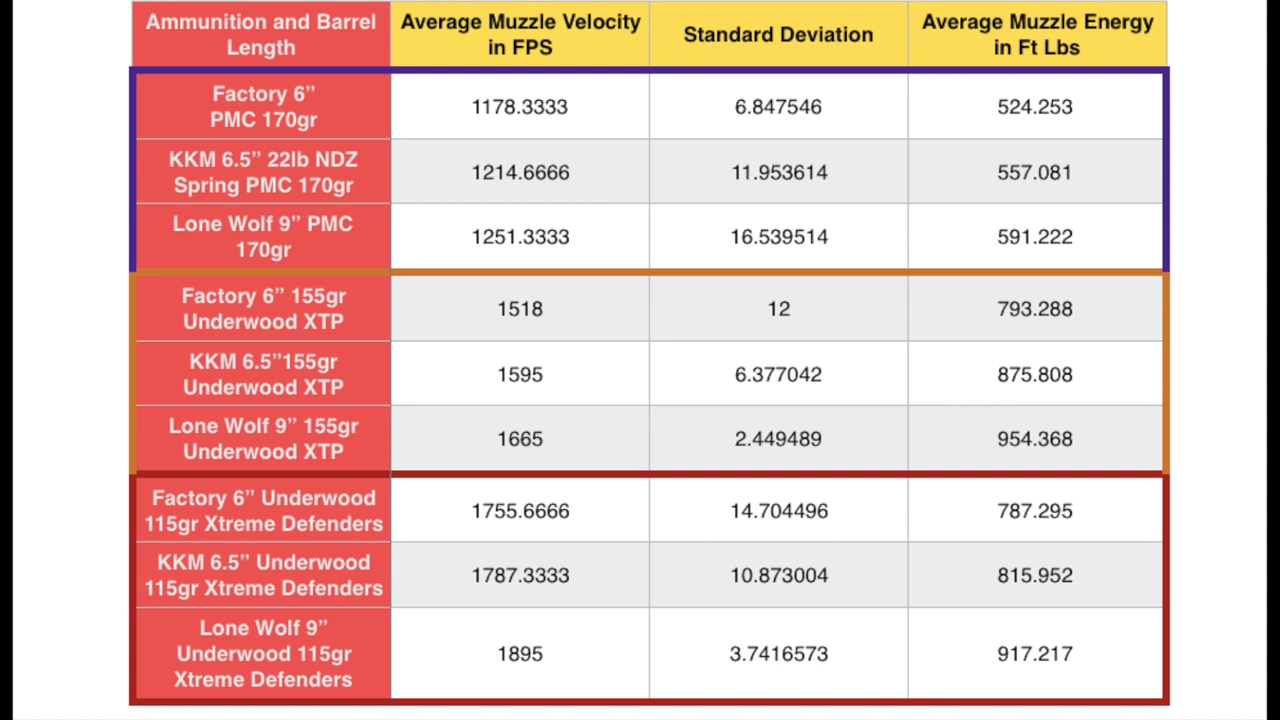 Ammunition and Barrel
Length
Average Muzzle Velocity
in FPS
Standard Deviation
Average Muzzle Energy
in Ft Lbs
Factory 6”
PMC 170gr
1178.3333
6.847546
524.253
KKM 6.5” 22lb NDZ
Spring PMC 170gr
1214.6666
11.953614
557.081
Lone Wolf 9” PMC
170gr
1251.3333
16.539514
591.222
Factory 6” 155gr
Underwood XTP
1518
12
793.288
KKM 6.5”155gr
Underwood XTP
1595
6.377042
875.808
Lone Wolf 9” 155gr
Underwood XTP
1665
2.449489
954.368
Factory 6” Underwood
115gr Xtreme Defenders
1755.6666
14.704496
787.295
KKM 6.5” Underwood
115gr Xtreme Defenders
1787.3333
10.873004
815.952
Lone Wolf 9”
Underwood 115gr
Xtreme Defenders
1895
3.7416573
917.217